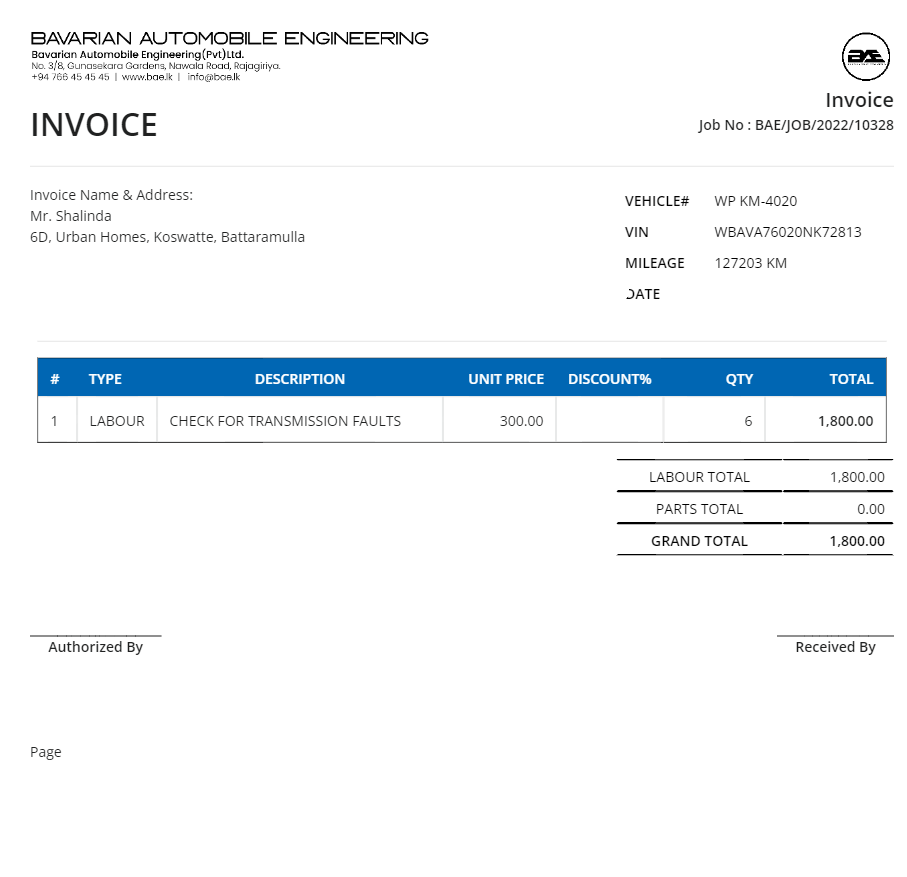 BAVARIAN AUTOMOBILE ENGINEERING
Bavarian Automobile Engineering(Pvt)Ltd.
No. 3/8, Gunasekara Gardens, Nawala Road, Rajagiriya.
+94 766 45 45 45 | www.bae.lk | info@bae.lk
BAE
Invoice
INVOICE
Job No : BAE/JOB/2022/10328
Invoice Name & Address:
Mr. Shalinda
6D, Urban Homes, Koswatte, Battaramulla
VEHICLE# WP KM-4020
VIN WBAVA76020NK72813
MILEAGE 127203 KM
DATE
# TYPE DESCRIPTION UNIT PRICE DISCOUNT% QTY TOTAL
1 LABOUR CHECK FOR TRANSMISSION FAULTS 300.00 6 1,800.00
LABOUR TOTAL 1,800.00
PARTS TOTAL 0.00
GRAND TOTAL 1,800.00
Authorized By Received By
Page